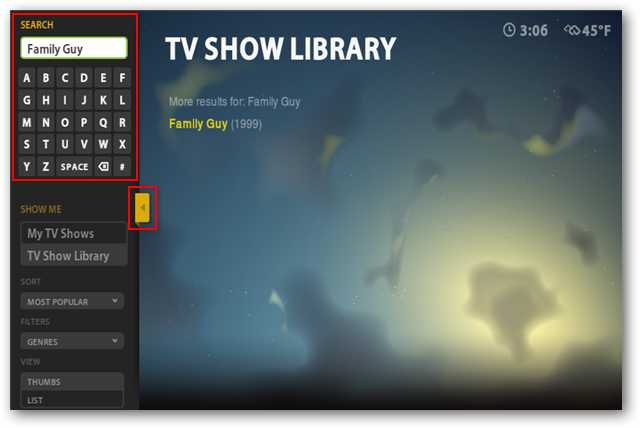 SEARCH
Family Guy
A B C D E F
G H I J K L
M N O P Q R
S T U V W X
Y Z SPACE #
SHOW ME
My TV Shows
TV Show Library
SORT
MOST POPULAR
FILTERS
GENRES
VIEW
THUMBS
LIST
3:06 45°F
TV SHOW LIBRARY
More results for: Family Guy
Family Guy (1999)